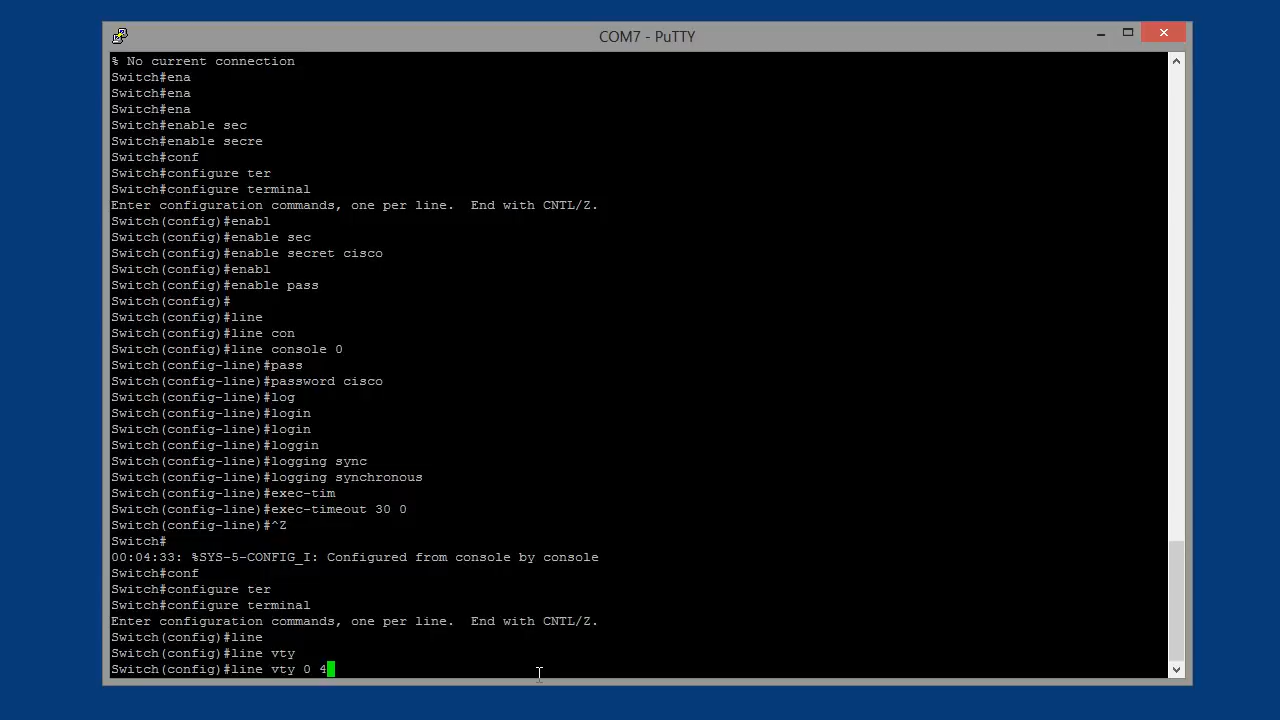 COM7 - PuTTY
% No current connection
Switch#ena
Switch#ena
Switch#ena
Switch#enable sec
Switch#enable secre
Switch#conf
Switch#configure ter
Switch#configure terminal
Enter configuration commands, one per line.  End with CNTL/Z.
Switch(config)#enabl
Switch(config)#enable sec
Switch(config)#enable secret cisco
Switch(config)#enabl
Switch(config)#enable pass
Switch(config)#
Switch(config)#line
Switch(config)#line con
Switch(config)#line console 0
Switch(config-line)#pass
Switch(config-line)#password cisco
Switch(config-line)#log
Switch(config-line)#login
Switch(config-line)#login
Switch(config-line)#loggin
Switch(config-line)#logging sync
Switch(config-line)#logging synchronous
Switch(config-line)#exec-tim
Switch(config-line)#exec-timeout 30 0
Switch(config-line)#^Z
Switch#
00:04:33: %SYS-5-CONFIG_I: Configured from console by console
Switch#conf
Switch#configure ter
Switch#configure terminal
Enter configuration commands, one per line.  End with CNTL/Z.
Switch(config)#line
Switch(config)#line vty
Switch(config)#line vty 0 4